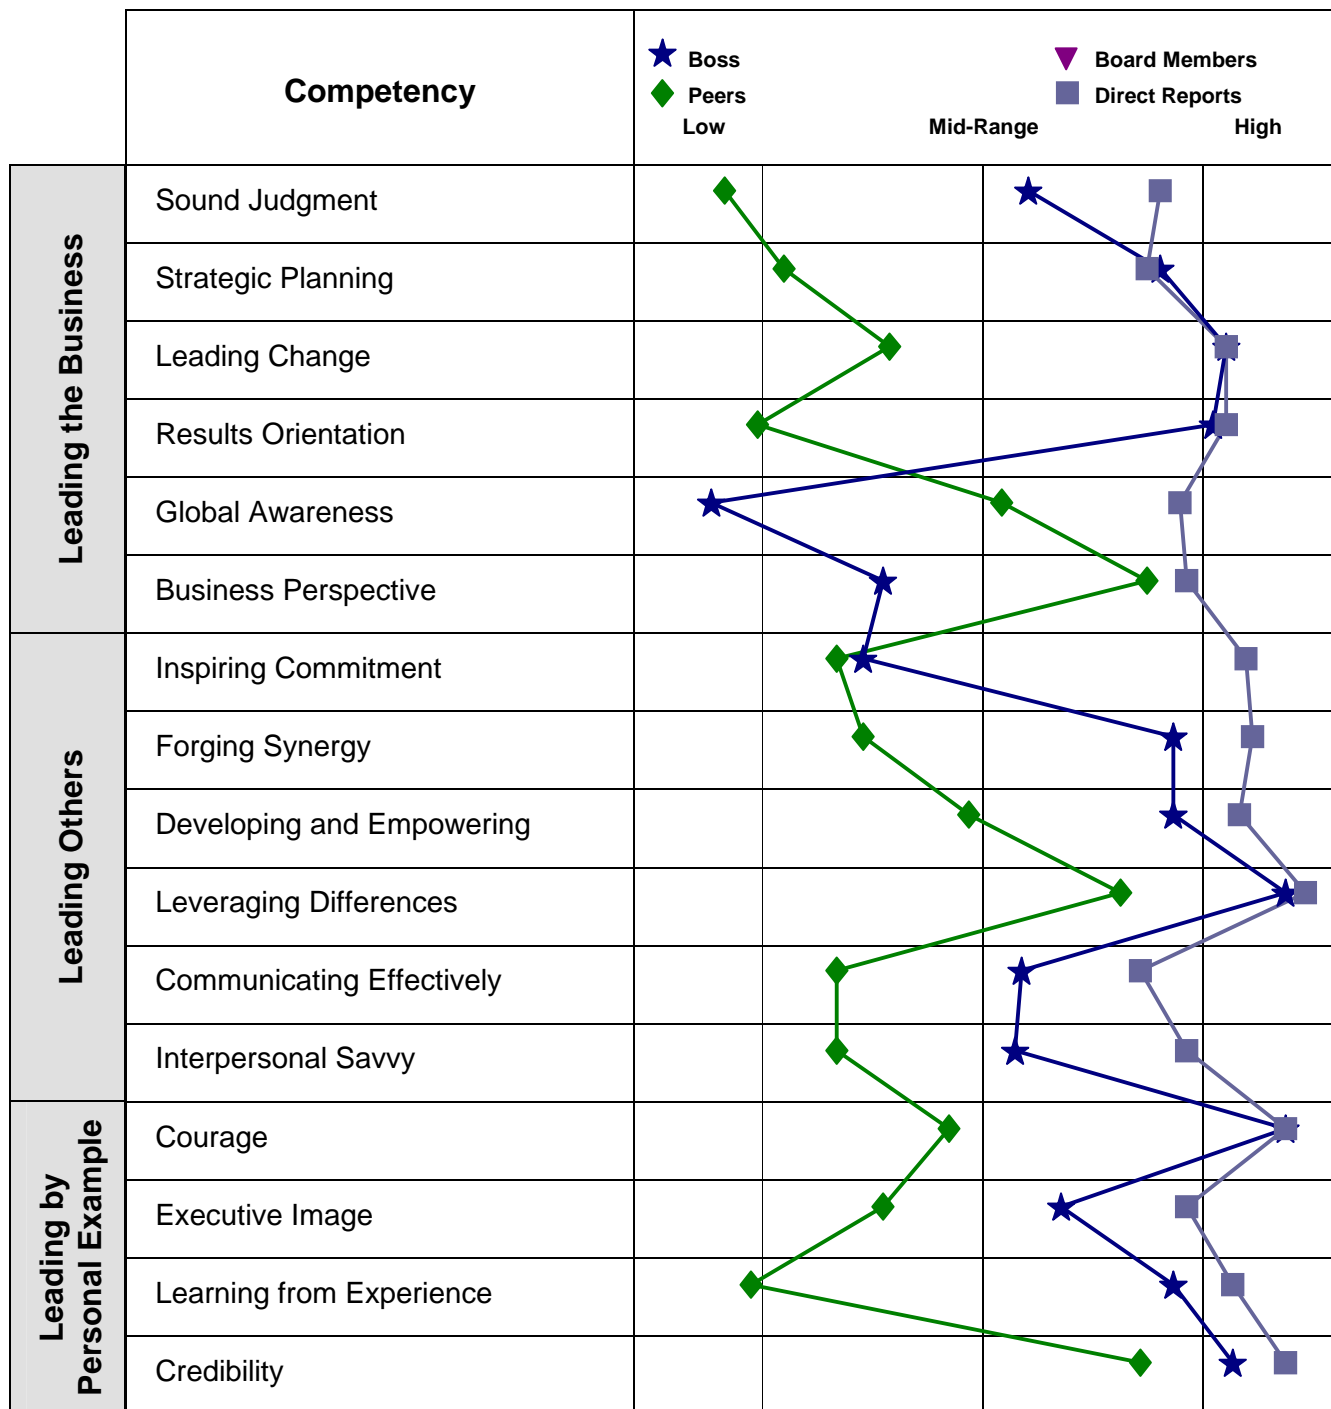 Competency
Boss
Board Members
Peers
Direct Reports
Low
Mid-Range
High
Leading the Business
Sound Judgment
Strategic Planning
Leading Change
Results Orientation
Global Awareness
Business Perspective
Leading Others
Inspiring Commitment
Forging Synergy
Developing and Empowering
Leveraging Differences
Communicating Effectively
Interpersonal Savvy
Leading by
Personal Example
Courage
Executive Image
Learning from Experience
Credibility